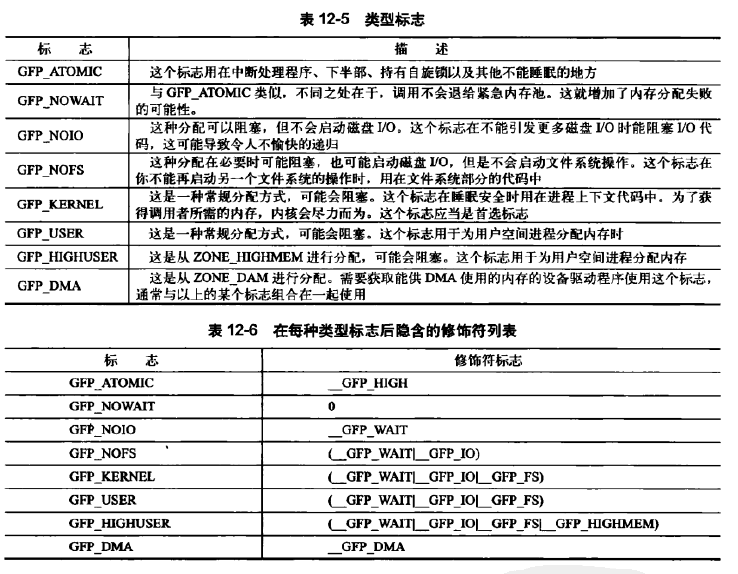 表 12-5 类型标志
标 志 描 述
GFP_ATOMIC 这个标志用在中断处理程序、下半部、持有自旋锁以及其他不能睡眠的地方
GFP_NOWAIT 与 GFP_ATOMIC 类似，不同之处在于，调用不会退给紧急内存池。这就增加了内存分配失败
的可能性。
GFP_NOIO 这种分配可以阻塞，但不会启动磁盘 I/O。这个标志在不能引发更多磁盘 I/O 时能阻塞 I/O 代
码，这可能导致令人不愉快的递归
GFP_NOFS 这种分配在必要时可能阻塞，也可能启动磁盘 I/O，但是不会启动文件系统操作。这个标志在
你不能再启动另一个文件系统的操作时，用在文件系统部分的代码中
GFP_KERNEL 这是一种常规分配方式，可能会阻塞。这个标志在睡眠安全时用在进程上下文代码中。为了获
得调用者所需的内存，内核会尽力而为。这个标志应当是首选标志
GFP_USER 这是一种常规分配方式，可能会阻塞。这个标志用于为用户空间进程分配内存时
GFP_HIGHUSER 这是从 ZONE_HIGHMEM 进行分配，可能会阻塞。这个标志用于为用户空间进程分配内存
GFP_DMA 这是从 ZONE_DAM 进行分配。需要获取能供 DMA 使用的内存的设备驱动程序使用这个标志，
通常与以上的某个标志组合在一起使用
表 12-6 在每种类型标志后隐含的修饰符列表
标 志 修饰符标志
GFP_ATOMIC __GFP_HIGH
GFP_NOWAIT 0
GFP_NOIO __GFP_WAIT
GFP_NOFS (__GFP_WAIT|__GFP_IO)
GFP_KERNEL (__GFP_WAIT|__GFP_IO|__GFP_FS)
GFP_USER (__GFP_WAIT|__GFP_IO|__GFP_FS)
GFP_HIGHUSER (__GFP_WAIT|__GFP_IO|__GFP_FS|__GFP_HIGHMEM)
GFP_DMA __GFP_DMA